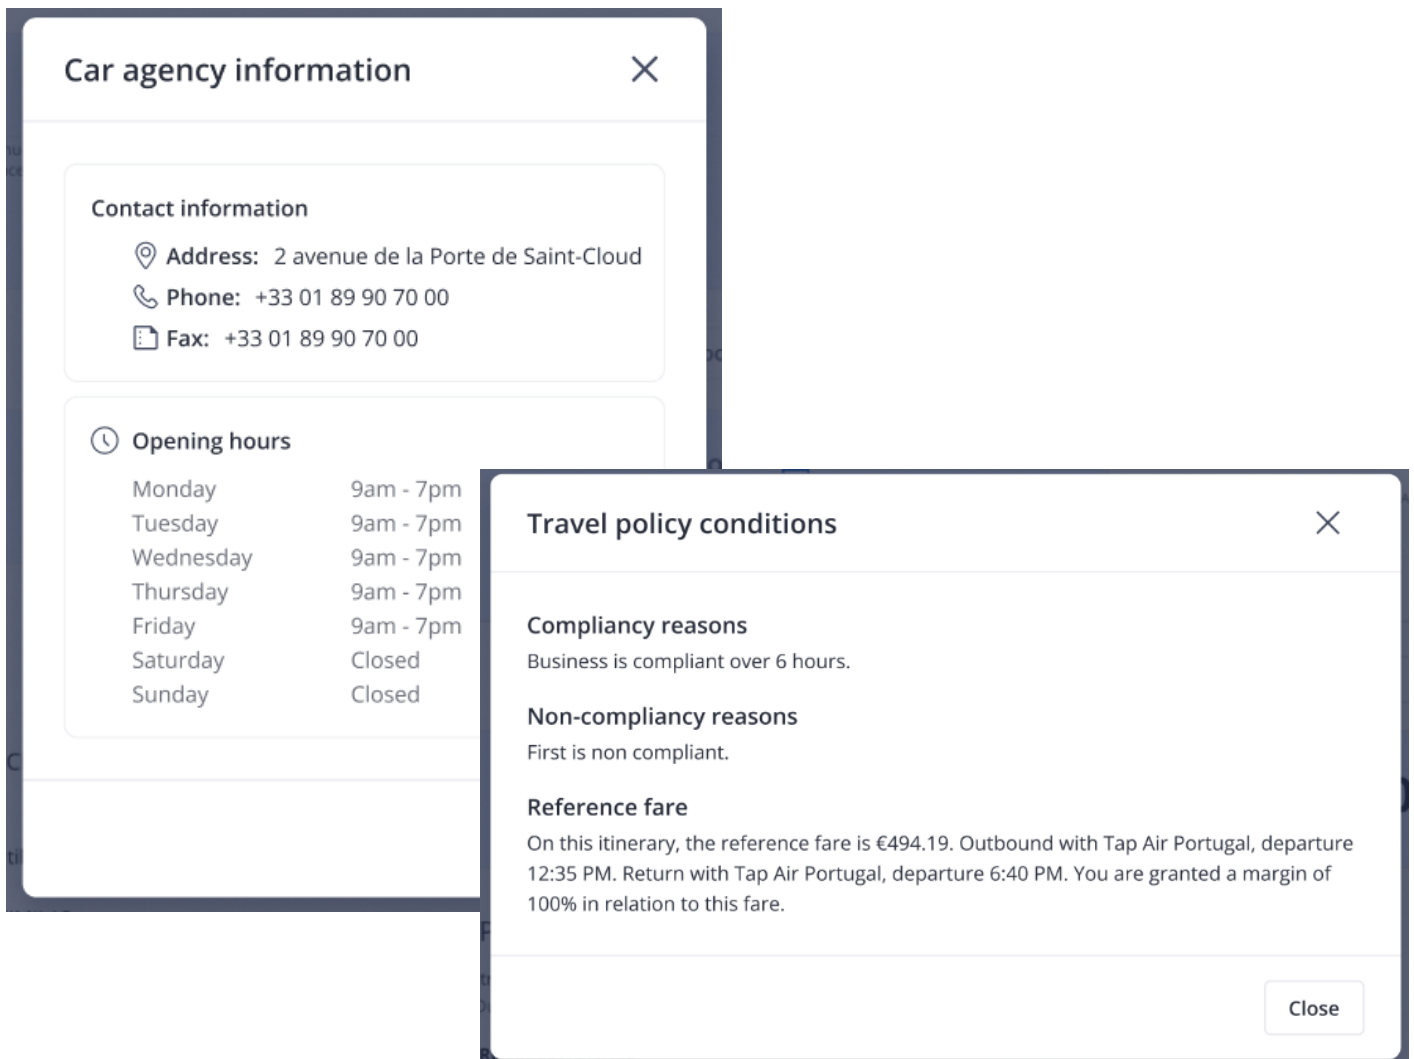 Car agency information
Contact information
Address: 2 avenue de la Porte de Saint-Cloud
Phone: +33 01 89 90 70 00
Fax: +33 01 89 90 70 00
Opening hours
Monday 9am - 7pm
Tuesday 9am - 7pm
Wednesday 9am - 7pm
Thursday 9am - 7pm
Friday 9am - 7pm
Saturday Closed
Sunday Closed
Travel policy conditions
Compliancy reasons
Business is compliant over 6 hours.
Non-compliancy reasons
First is non compliant.
Reference fare
On this itinerary, the reference fare is €494.19. Outbound with Tap Air Portugal, departure
12:35 PM. Return with Tap Air Portugal, departure 6:40 PM. You are granted a margin of
100% in relation to this fare.
Close